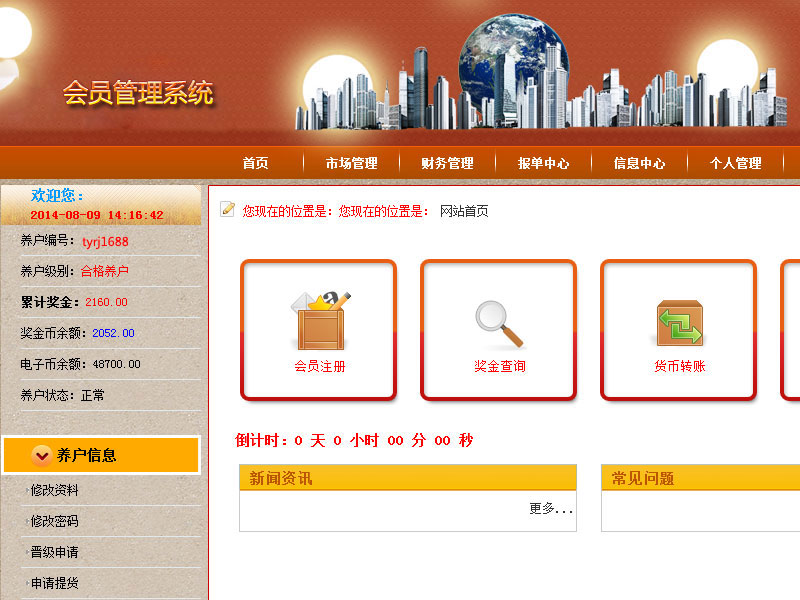 会员管理系统
首页 市场管理 财务管理 报单中心 信息中心 个人管理
欢迎您：
2014-08-09 14:16:42
养户编号：tyrj1688
养户级别：合格养户
累计奖金：2160.00
奖金币余额：2052.00
电子币余额：48700.00
养户状态：正常
养户信息
修改资料
修改密码
晋级申请
申请提货
您现在的位置是：您现在的位置是： 网站首页
会员注册 奖金查询 货币转账
倒计时：0 天 0 小时 00 分 00 秒
新闻资讯 常见问题
更多...